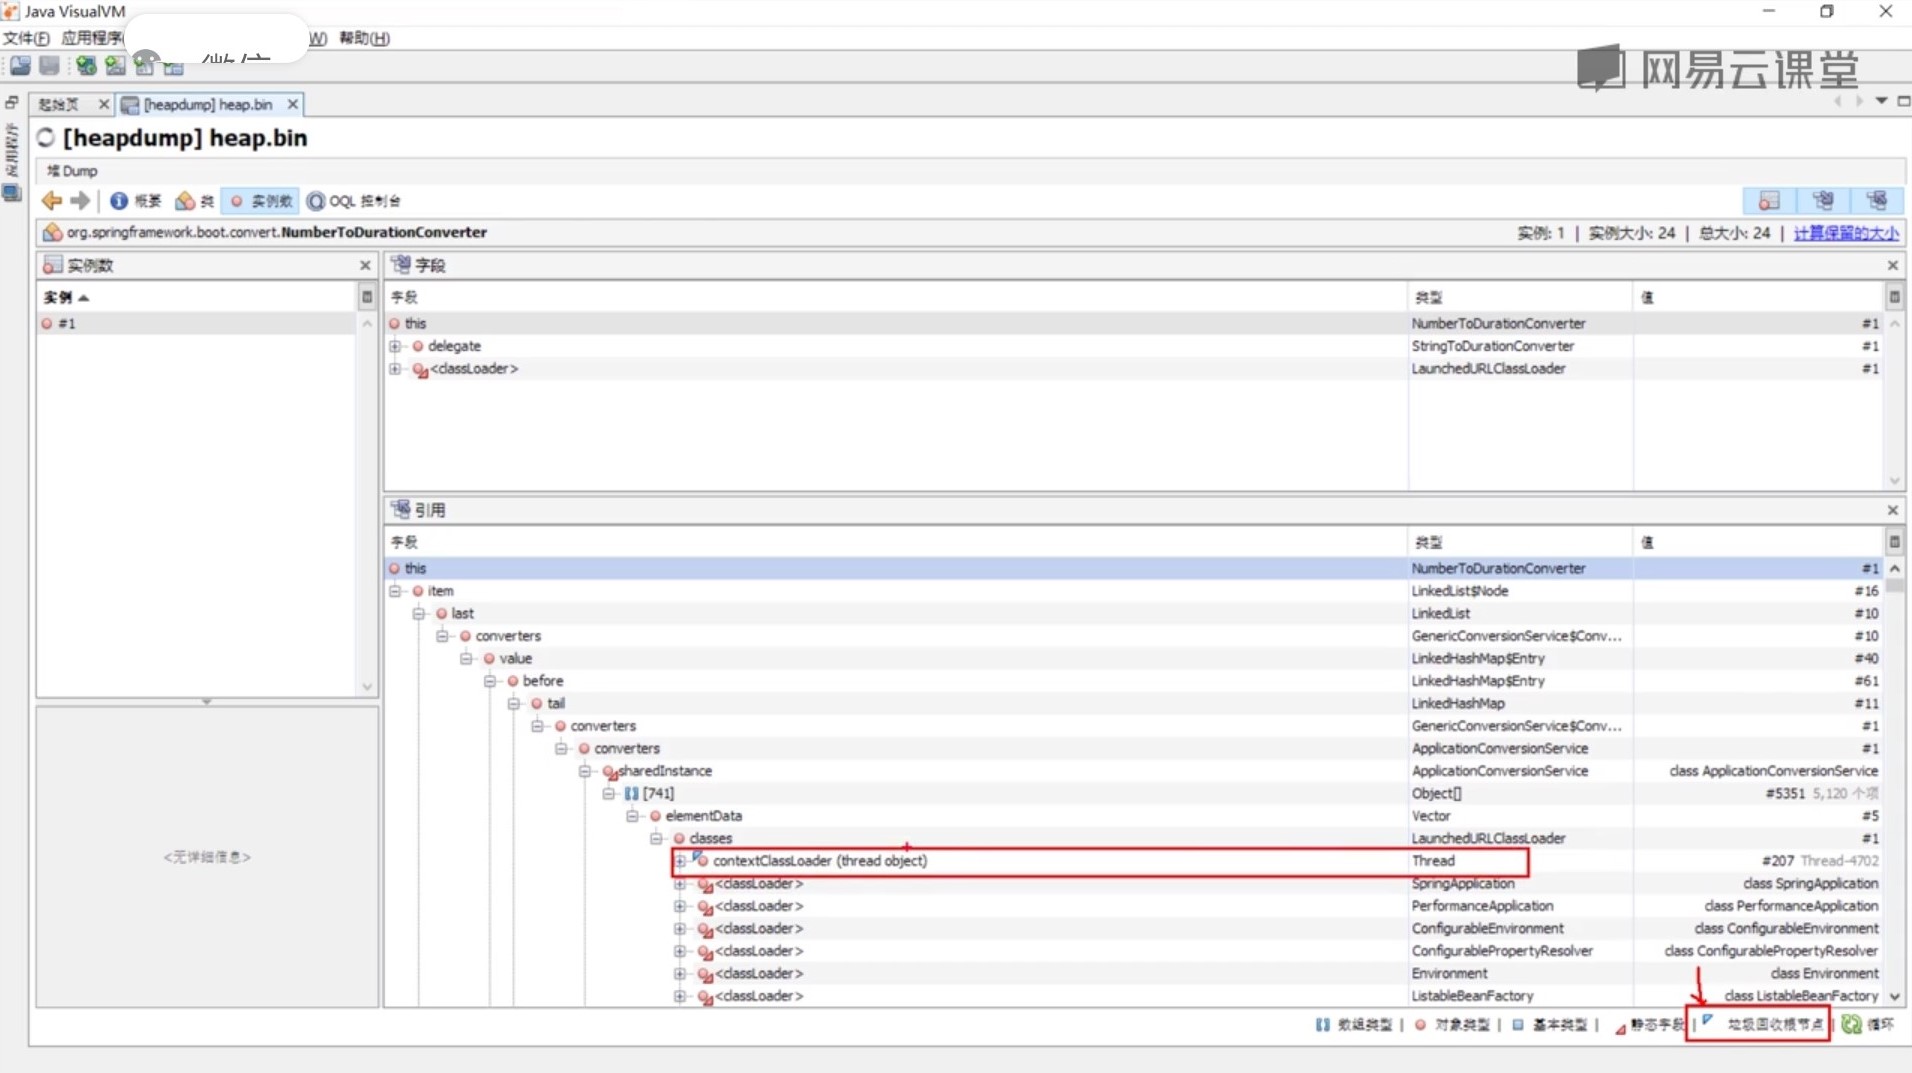 Java VisualVM
文件(F) 应用程序( W) 帮助(H)
微信
网易云课堂
起始页 [heapdump] heap.bin
应用程序
[heapdump] heap.bin
堆 Dump
概要 类 实例数 OQL 控制台
org.springframework.boot.convert.NumberToDurationConverter 实例: 1 | 实例大小: 24 | 总大小: 24 | 计算保留的大小
实例数
实例
#1
<无详细信息>
字段
字段 类型 值
this NumberToDurationConverter #1
delegate StringToDurationConverter #1
<classLoader> LaunchedURLClassLoader #1
引用
字段 类型 值
this NumberToDurationConverter #1
item LinkedList$Node #16
last LinkedList #10
converters GenericConversionService$Conv... #10
value LinkedHashMap$Entry #40
before LinkedHashMap$Entry #61
tail LinkedHashMap #11
converters GenericConversionService$Conv... #1
converters ApplicationConversionService #1
sharedInstance ApplicationConversionService class ApplicationConversionService
[741] Object[] #5351 5,120 个项
elementData Vector #5
classes LaunchedURLClassLoader #1
contextClassLoader (thread object) Thread #207 Thread-4702
<classLoader> SpringApplication class SpringApplication
<classLoader> PerformanceApplication class PerformanceApplication
<classLoader> ConfigurableEnvironment class ConfigurableEnvironment
<classLoader> ConfigurablePropertyResolver class ConfigurablePropertyResolver
<classLoader> Environment class Environment
<classLoader> ListableBeanFactory class ListableBeanFactory
数组类型 | 对象类型 | 基本类型 | 静态字段 | 垃圾回收根节点 | 循环